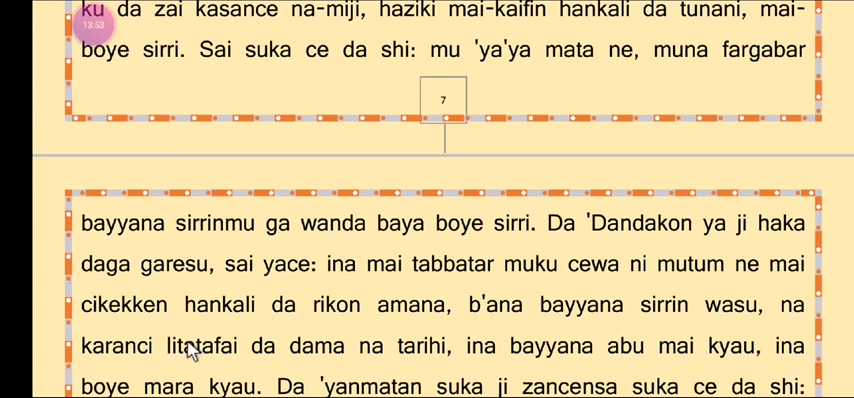 ku da zai kasance na-miji, haziki mai-kaifin hankali da tunani, mai-
13:53
boye sirri. Sai suka ce da shi: mu 'ya'ya mata ne, muna fargabar
7
bayyana sirrinmu ga wanda baya boye sirri. Da 'Dandakon ya ji haka
daga garesu, sai yace: ina mai tabbatar muku cewa ni mutum ne mai
cikekken hankali da rikon amana, b'ana bayyana sirrin wasu, na
karanci litatafai da dama na tarihi, ina bayyana abu mai kyau, ina
boye mara kyau. Da 'yanmatan suka ji zancensa suka ce da shi: